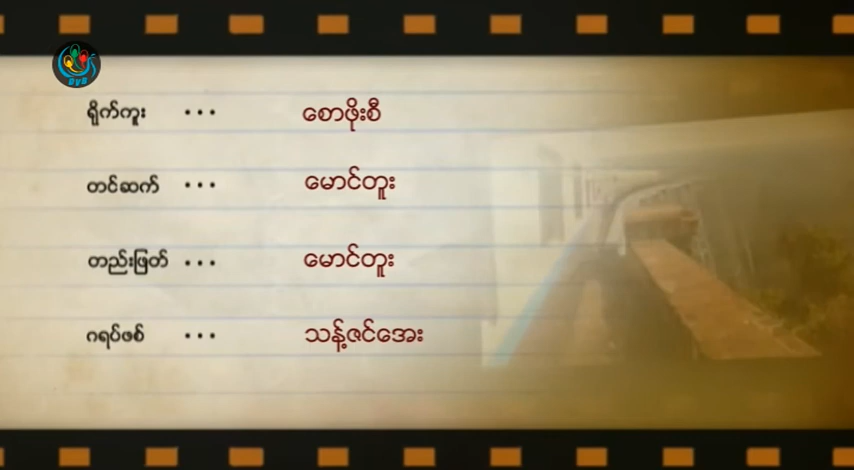 DVB
ရိုက်ကူး ... စောဖိုးစီ
တင်ဆက် ... မောင်တူး
တည်းဖြတ် ... မောင်တူး
ဂရပ်ဖစ် ... သန့်ဇင်အေး